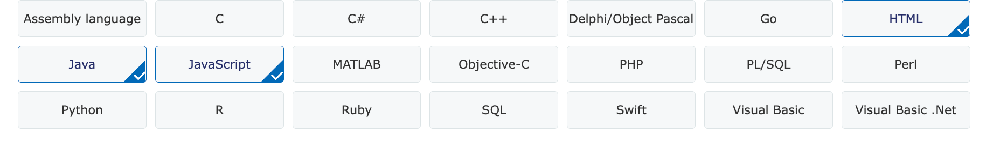 Assembly language
C
C#
C++
Delphi/Object Pascal
Go
HTML
Java
JavaScript
MATLAB
Objective-C
PHP
PL/SQL
Perl
Python
R
Ruby
SQL
Swift
Visual Basic
Visual Basic .Net